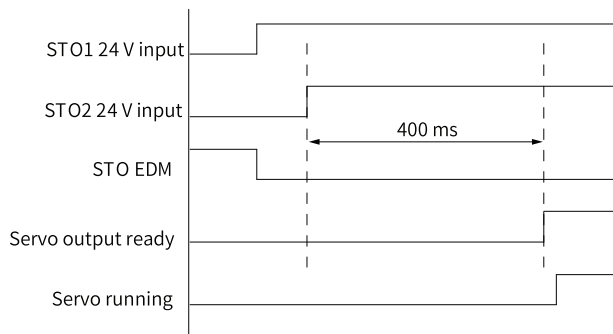 STO1 24 V input
STO2 24 V input
400 ms
STO EDM
Servo output ready
Servo running